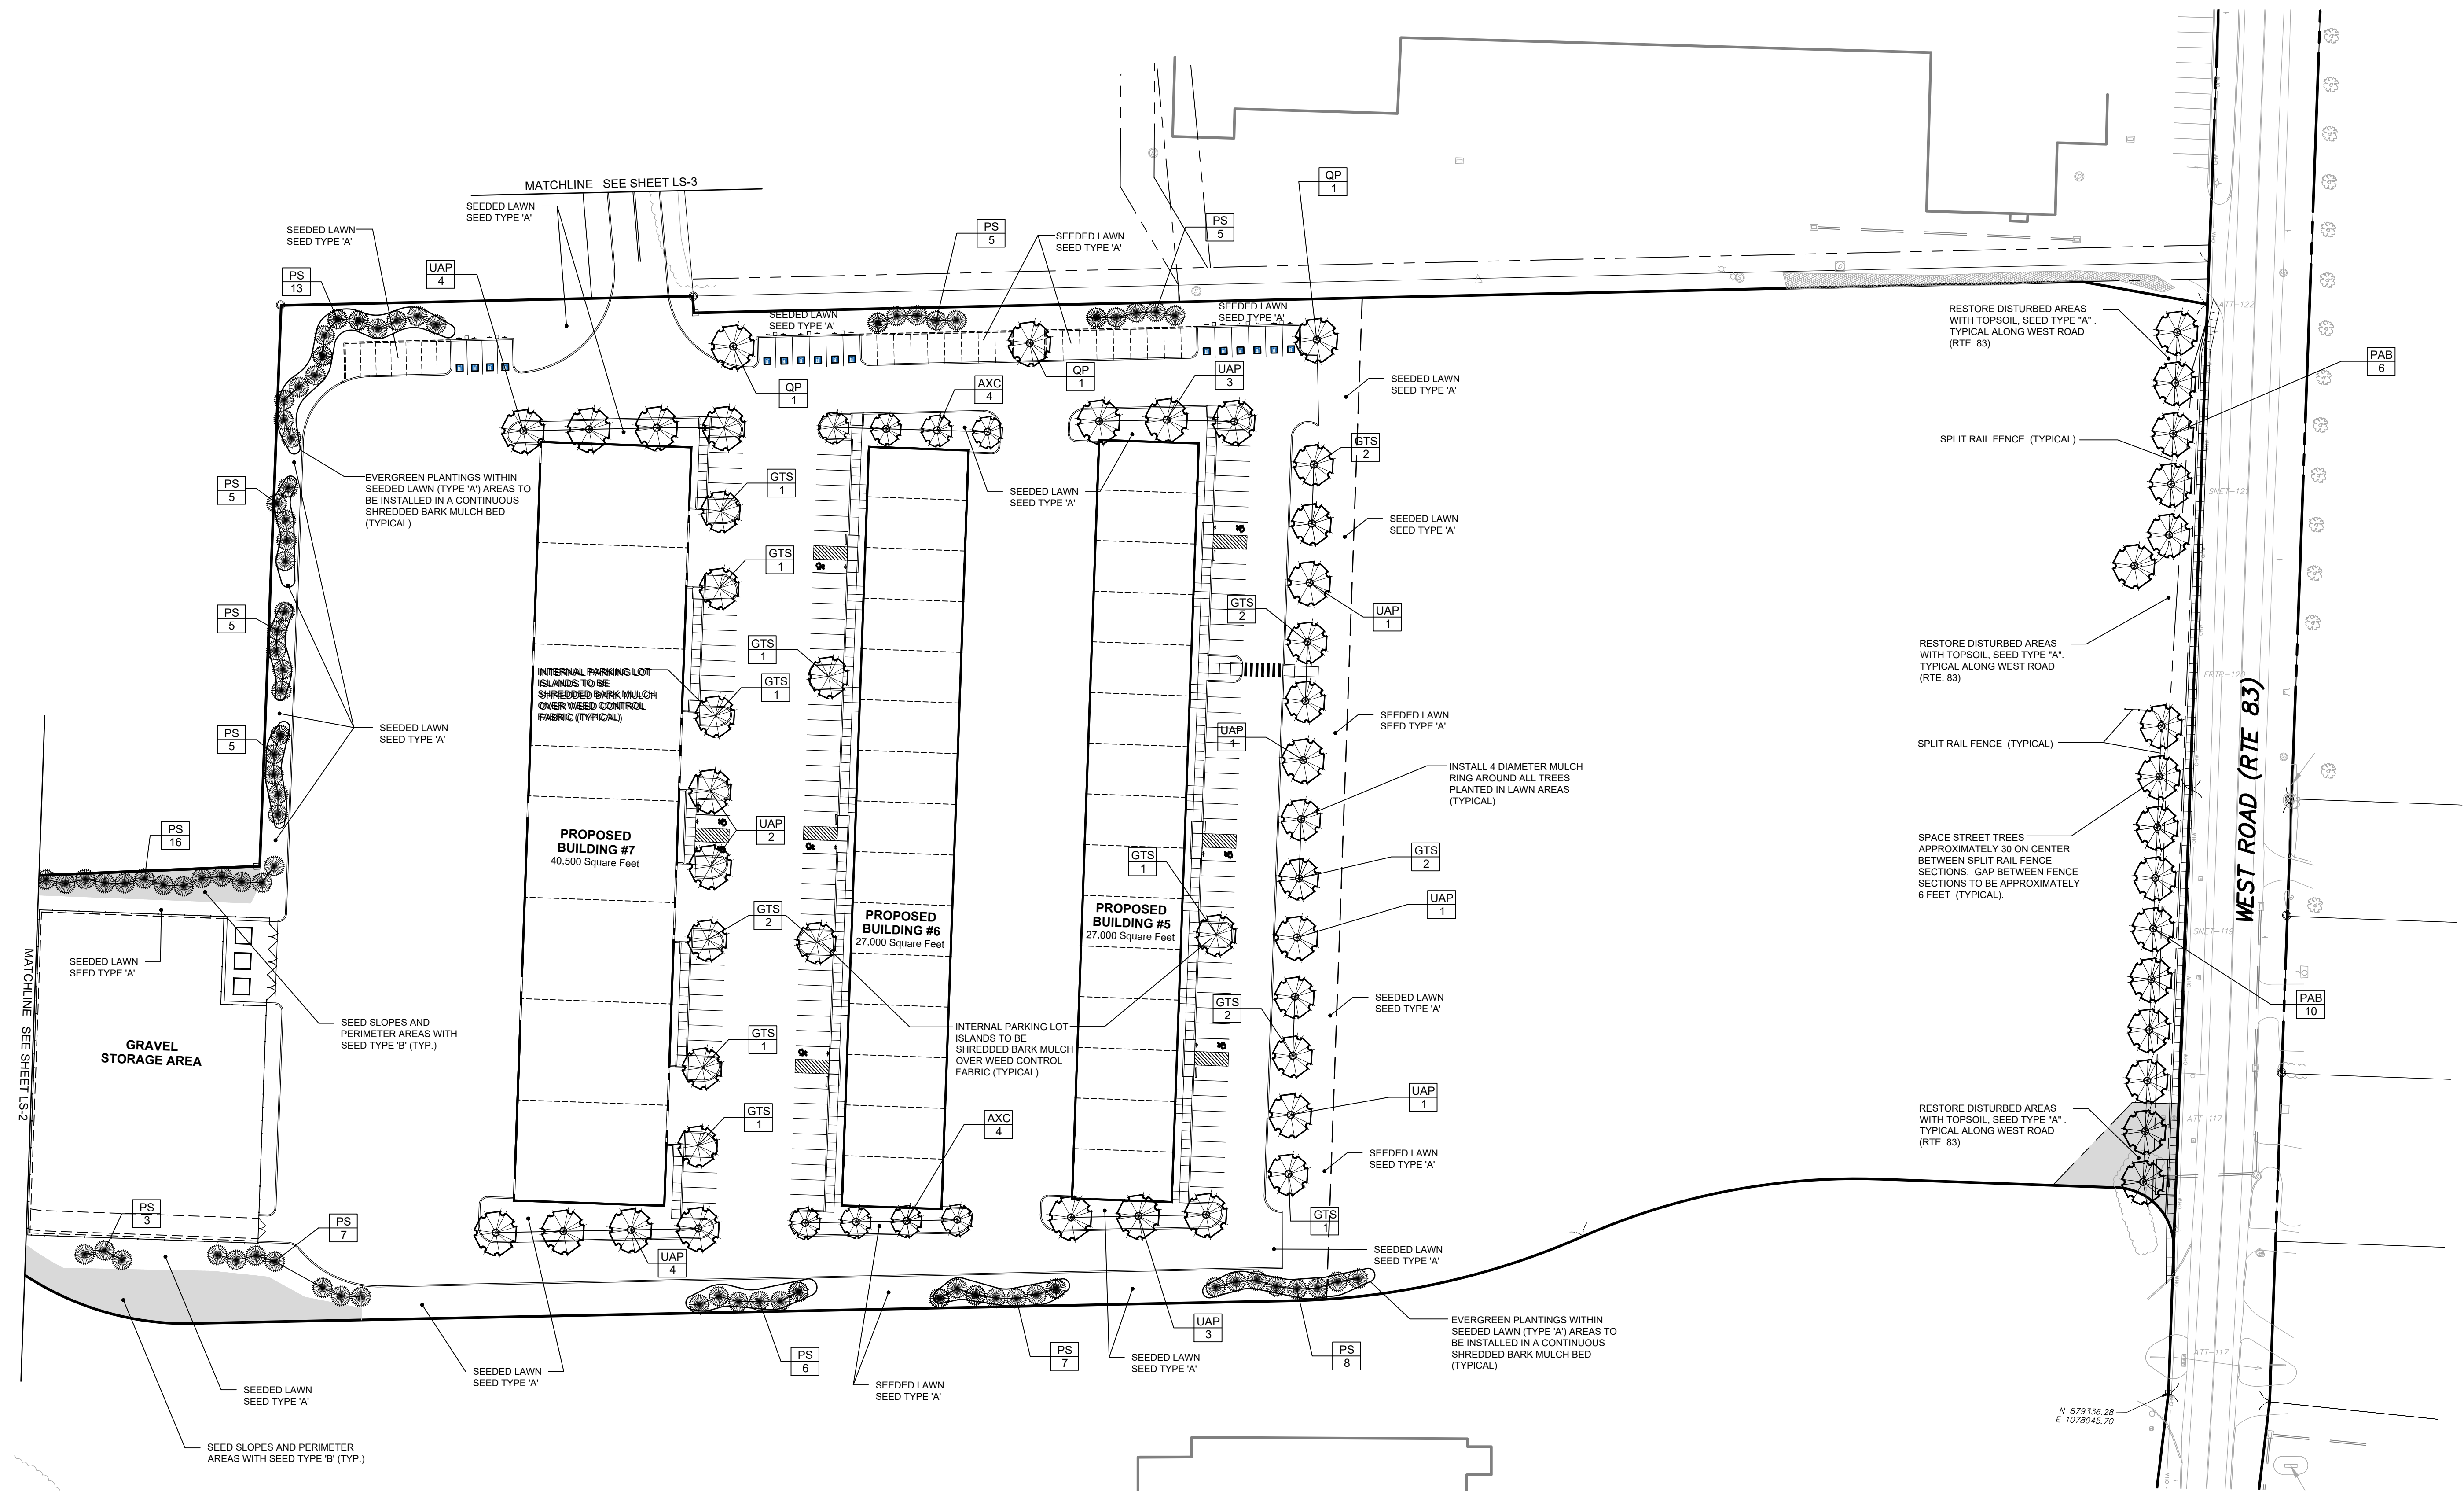 MATCHLINE   SEE SHEET LS-3
SEEDED LAWN
SEED TYPE 'A'
SEEDED LAWN
SEED TYPE 'A'
PS
13
UAP
4
PS
5
SEEDED LAWN
SEED TYPE 'A'
PS
5
QP
1
SEEDED LAWN
SEED TYPE 'A'
SEEDED LAWN
SEED TYPE 'A'
QP
1
QP
1
AXC
4
UAP
3
SEEDED LAWN
SEED TYPE 'A'
GTS
2
SEEDED LAWN
SEED TYPE 'A'
RESTORE DISTURBED AREAS
WITH TOPSOIL, SEED TYPE "A" .
TYPICAL ALONG WEST ROAD
(RTE. 83)
ATT-122
PAB
6
SPLIT RAIL FENCE  (TYPICAL)
SNET-121
PS
5
EVERGREEN PLANTINGS WITHIN
SEEDED LAWN (TYPE 'A') AREAS TO
BE INSTALLED IN A CONTINUOUS
SHREDDED BARK MULCH BED
(TYPICAL)
GTS
1
SEEDED LAWN
SEED TYPE 'A'
GTS
1
PS
5
GTS
1
GTS
1
GTS
2
UAP
1
INTERNAL PARKING LOT
ISLANDS TO BE
SHREDDED BARK MULCH
OVER WEED CONTROL
FABRIC (TYPICAL)
RESTORE DISTURBED AREAS
WITH TOPSOIL, SEED TYPE "A".
TYPICAL ALONG WEST ROAD
(RTE. 83)
FRTR-120
WEST ROAD (RTE 83)
PS
5
SEEDED LAWN
SEED TYPE 'A'
UAP
1
SEEDED LAWN
SEED TYPE 'A'
SPLIT RAIL FENCE  (TYPICAL)
INSTALL 4 DIAMETER MULCH
RING AROUND ALL TREES
PLANTED IN LAWN AREAS
(TYPICAL)
PS
16
PROPOSED
BUILDING #7
40,500 Square Feet
UAP
2
GTS
1
GTS
2
SPACE STREET TREES
APPROXIMATELY 30 ON CENTER
BETWEEN SPLIT RAIL FENCE
SECTIONS.  GAP BETWEEN FENCE
SECTIONS TO BE APPROXIMATELY
6 FEET  (TYPICAL).
GTS
2
PROPOSED
BUILDING #6
27,000 Square Feet
PROPOSED
BUILDING #5
27,000 Square Feet
UAP
1
SNET-119
MATCHLINE   SEE SHEET LS-2
SEEDED LAWN
SEED TYPE 'A'
GRAVEL
STORAGE AREA
SEED SLOPES AND
PERIMETER AREAS WITH
SEED TYPE 'B' (TYP.)
GTS
1
INTERNAL PARKING LOT
ISLANDS TO BE
SHREDDED BARK MULCH
OVER WEED CONTROL
FABRIC (TYPICAL)
GTS
2
SEEDED LAWN
SEED TYPE 'A'
PAB
10
GTS
1
AXC
4
UAP
1
RESTORE DISTURBED AREAS
WITH TOPSOIL, SEED TYPE "A" .
TYPICAL ALONG WEST ROAD
(RTE. 83)
ATT-117
SEEDED LAWN
SEED TYPE 'A'
PS
3
PS
7
UAP
4
GTS
1
SEEDED LAWN
SEED TYPE 'A'
UAP
3
PS
6
PS
7
SEEDED LAWN
SEED TYPE 'A'
PS
8
EVERGREEN PLANTINGS WITHIN
SEEDED LAWN (TYPE 'A') AREAS TO
BE INSTALLED IN A CONTINUOUS
SHREDDED BARK MULCH BED
(TYPICAL)
ATT-117
SEEDED LAWN
SEED TYPE 'A'
SEEDED LAWN
SEED TYPE 'A'
SEEDED LAWN
SEED TYPE 'A'
N  879336.28
E  1078045.70
SEED SLOPES AND PERIMETER
AREAS WITH SEED TYPE 'B' (TYP.)